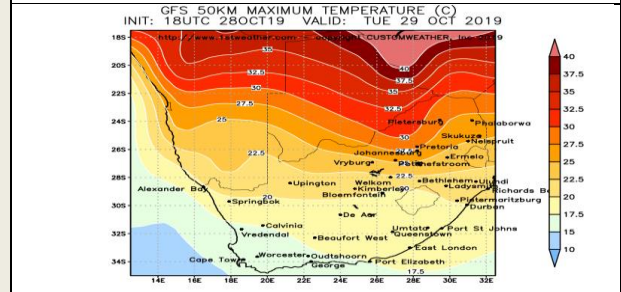 GFS 50KM MAXIMUM TEMPERATURE (C)
INIT: 18UTC 28OCT19 VALID: TUE 29 OCT 2019
18S
20S
22S
24S
26S
28S
30S
32S
34S
35
40
37.5
35
32.5
30
27.5
25
32.5
30
22.5
22.5
20
20
17.5
Pietersburg
Phalaborwa
Skukuza
Nelspruit
Pretoria
Johannesburg
Ermelo
Vryburg
Potchefstroom
Welkom
Bethlehem
Ulundi
Upington
Kimberley
Ladysmith
Richards B
Alexander Bay
Bloemfontein
Springbok
Pietermaritzburg
Durban
De Aar
Calvinia
Umtata
Port St Johns
Vredendal
Beaufort West
Queenstown
East London
Cape Town
Worcester
Oudtshoorn
George
Port Elizabeth
14E 16E 18E 20E 22E 24E 26E 28E 30E 32E
40
37.5
35
32.5
30
27.5
25
22.5
20
17.5
15
10